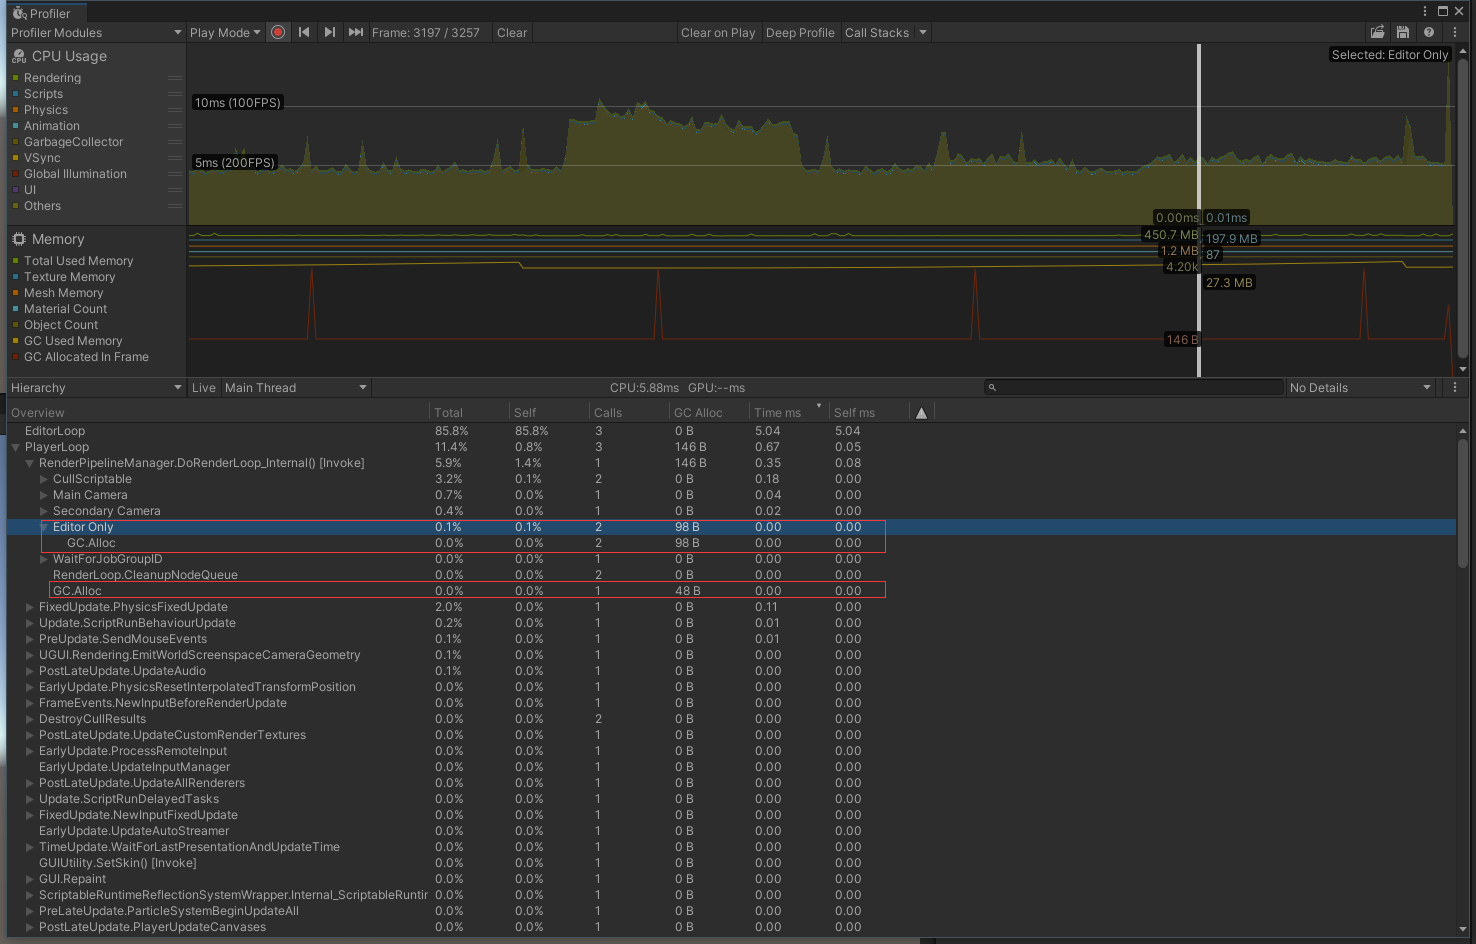 Profiler
Profiler Modules Play Mode Frame: 3197 / 3257 Clear Clear on Play Deep Profile Call Stacks
CPU Usage
Rendering
Scripts
Physics
Animation
GarbageCollector
VSync
Global Illumination
UI
Others
Selected: Editor Only
10ms (100FPS)
5ms (200FPS)
0.00ms 0.01ms
Memory
Total Used Memory
Texture Memory
Mesh Memory
Material Count
Object Count
GC Used Memory
GC Allocated In Frame
450.7 MB 197.9 MB
1.2 MB 87
4.20k
27.3 MB
146 B
Hierarchy Live Main Thread CPU:5.88ms GPU:--ms No Details
Overview Total Self Calls GC Alloc Time ms Self ms
EditorLoop 85.8% 85.8% 3 0 B 5.04 5.04
PlayerLoop 11.4% 0.8% 3 146 B 0.67 0.05
RenderPipelineManager.DoRenderLoop_Internal() [Invoke] 5.9% 1.4% 1 146 B 0.35 0.08
CullScriptable 3.2% 0.1% 2 0 B 0.18 0.00
Main Camera 0.7% 0.0% 1 0 B 0.04 0.00
Secondary Camera 0.4% 0.0% 1 0 B 0.02 0.00
Editor Only 0.1% 0.1% 2 98 B 0.00 0.00
GC.Alloc 0.0% 0.0% 2 98 B 0.00 0.00
WaitForJobGroupID 0.0% 0.0% 1 0 B 0.00 0.00
RenderLoop.CleanupNodeQueue 0.0% 0.0% 2 0 B 0.00 0.00
GC.Alloc 0.0% 0.0% 1 48 B 0.00 0.00
FixedUpdate.PhysicsFixedUpdate 2.0% 0.0% 1 0 B 0.11 0.00
Update.ScriptRunBehaviourUpdate 0.2% 0.0% 1 0 B 0.01 0.00
PreUpdate.SendMouseEvents 0.1% 0.0% 1 0 B 0.01 0.00
UGUI.Rendering.EmitWorldScreenspaceCameraGeometry 0.1% 0.0% 1 0 B 0.00 0.00
PostLateUpdate.UpdateAudio 0.1% 0.0% 1 0 B 0.00 0.00
EarlyUpdate.PhysicsResetInterpolatedTransformPosition 0.0% 0.0% 1 0 B 0.00 0.00
FrameEvents.NewInputBeforeRenderUpdate 0.0% 0.0% 1 0 B 0.00 0.00
DestroyCullResults 0.0% 0.0% 2 0 B 0.00 0.00
PostLateUpdate.UpdateCustomRenderTextures 0.0% 0.0% 1 0 B 0.00 0.00
EarlyUpdate.ProcessRemoteInput 0.0% 0.0% 1 0 B 0.00 0.00
EarlyUpdate.UpdateInputManager 0.0% 0.0% 1 0 B 0.00 0.00
PostLateUpdate.UpdateAllRenderers 0.0% 0.0% 1 0 B 0.00 0.00
Update.ScriptRunDelayedTasks 0.0% 0.0% 1 0 B 0.00 0.00
FixedUpdate.NewInputFixedUpdate 0.0% 0.0% 1 0 B 0.00 0.00
EarlyUpdate.UpdateAutoStreamer 0.0% 0.0% 1 0 B 0.00 0.00
TimeUpdate.WaitForLastPresentationAndUpdateTime 0.0% 0.0% 1 0 B 0.00 0.00
GUIUtility.SetSkin() [Invoke] 0.0% 0.0% 1 0 B 0.00 0.00
GUI.Repaint 0.0% 0.0% 1 0 B 0.00 0.00
ScriptableRuntimeReflectionSystemWrapper.Internal_ScriptableRuntir 0.0% 0.0% 1 0 B 0.00 0.00
PreLateUpdate.ParticleSystemBeginUpdateAll 0.0% 0.0% 1 0 B 0.00 0.00
PostLateUpdate.PlayerUpdateCanvases 0.0% 0.0% 1 0 B 0.00 0.00